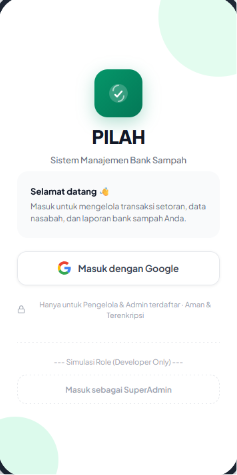 PILAH
Sistem Manajemen Bank Sampah
Selamat datang 👋
Masuk untuk mengelola transaksi setoran, data
nasabah, dan laporan bank sampah Anda.
Masuk dengan Google
Hanya untuk Pengelola & Admin terdaftar · Aman &
Terenkripsi
--- Simulasi Role (Developer Only) ---
Masuk sebagai SuperAdmin